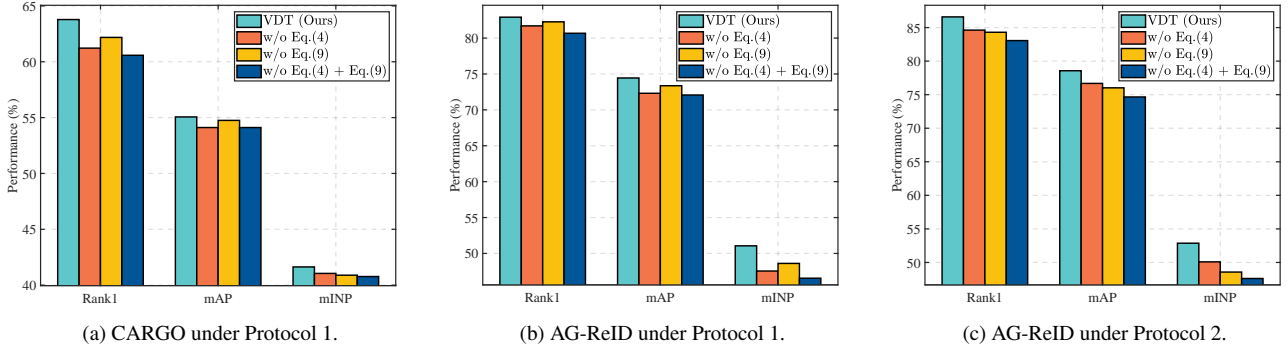 65
60
55
50
45
40
Performance (%)
VDT (Ours)
w/o Eq.(4)
w/o Eq.(9)
w/o Eq.(4) + Eq.(9)
Rank1 mAP mINP
(a) CARGO under Protocol 1.
80
75
70
65
60
55
50
Performance (%)
VDT (Ours)
w/o Eq.(4)
w/o Eq.(9)
w/o Eq.(4) + Eq.(9)
Rank1 mAP mINP
(b) AG-ReID under Protocol 1.
85
80
75
70
65
60
55
50
Performance (%)
VDT (Ours)
w/o Eq.(4)
w/o Eq.(9)
w/o Eq.(4) + Eq.(9)
Rank1 mAP mINP
(c) AG-ReID under Protocol 2.